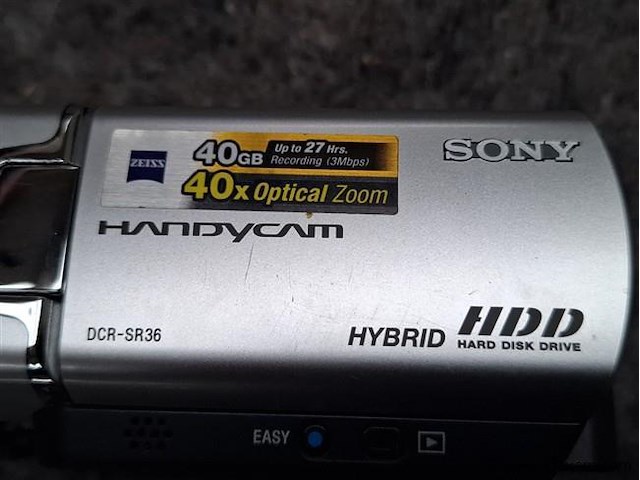 ZEISS
40GB Up to 27 Hrs.
Recording (3Mbps)
40x Optical Zoom
SONY
HANDYCAM
DCR-SR36
HYBRID HDD
HARD DISK DRIVE
EASY